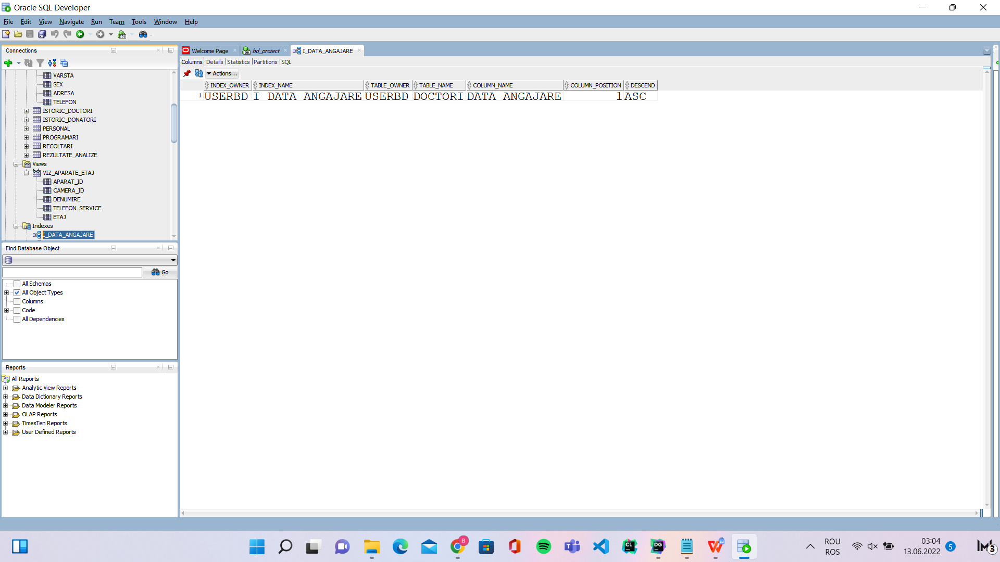 Oracle SQL Developer
File Edit View Navigate Run Team Tools Window Help
Connections
VARSTA
SEX
ADRESA
TELEFON
ISTORIC_DOCTORI
ISTORIC_DONATORI
PERSONAL
PROGRAMARI
RECOLTARI
REZULTATE_ANALIZE
Views
VIZ_APARATE_ETAJ
APARAT_ID
CAMERA_ID
DENUMIRE
TELEFON_SERVICE
ETAJ
Indexes
I_DATA_ANGAJARE
Find Database Object
Go
All Schemas
All Object Types
Columns
Code
All Dependencies
Reports
All Reports
Analytic View Reports
Data Dictionary Reports
Data Modeler Reports
OLAP Reports
TimesTen Reports
User Defined Reports
Welcome Page bd_proiect I_DATA_ANGAJARE
Columns Details Statistics Partitions SQL
Actions...
INDEX_OWNER INDEX_NAME TABLE_OWNER TABLE_NAME COLUMN_NAME COLUMN_POSITION DESCEND
1 USERBD I_DATA_ANGAJARE USERBD DOCTORI DATA_ANGAJARE 1 ASC
ROU
ROS
03:04
13.06.2022
5
3